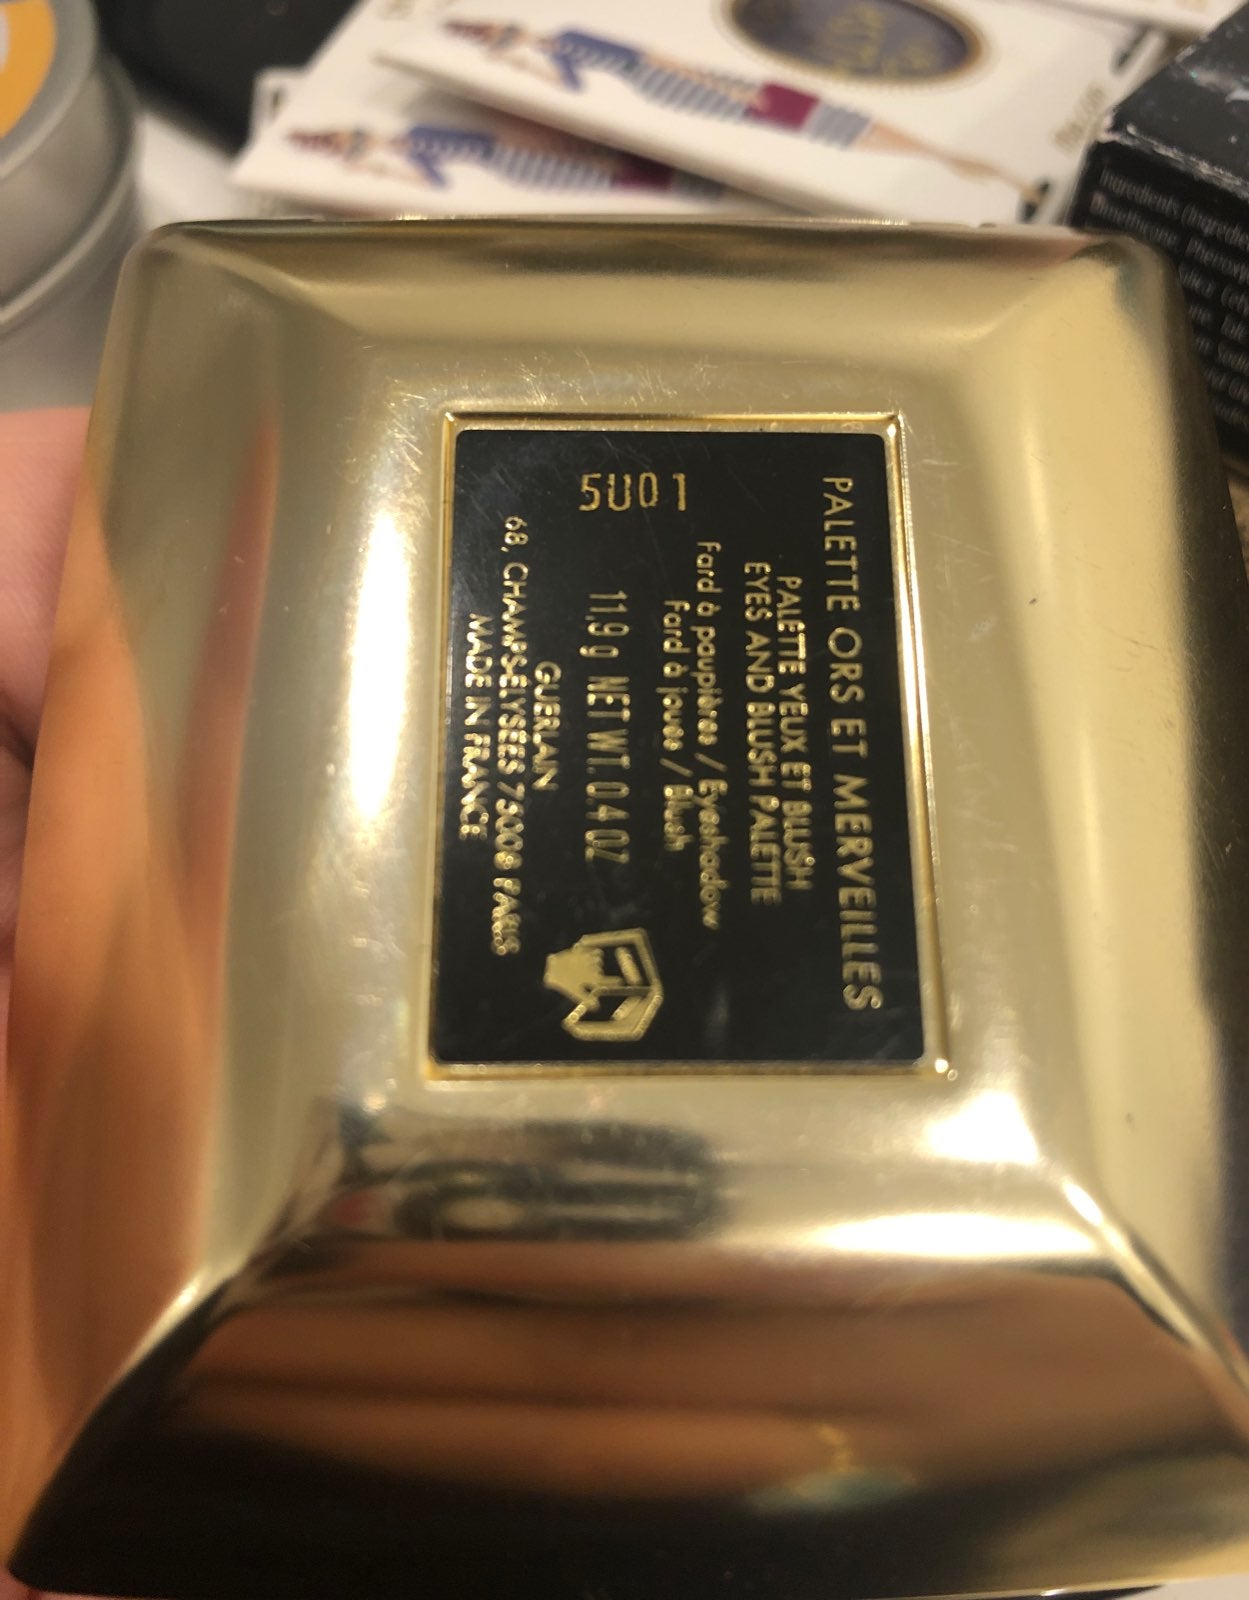 PALETTE ORS ET MERVEILLES
PALETTE YEUX ET BLUSH
EYES AND BLUSH PALETTE
Fard à paupières / Eyeshadow
Fard à joues / Blush
5U01
11,9 g NET WT. 0.4 OZ
GUERLAIN
68, CHAMPS-ELYSEES 75008 PARIS
MADE IN FRANCE
Ingredients